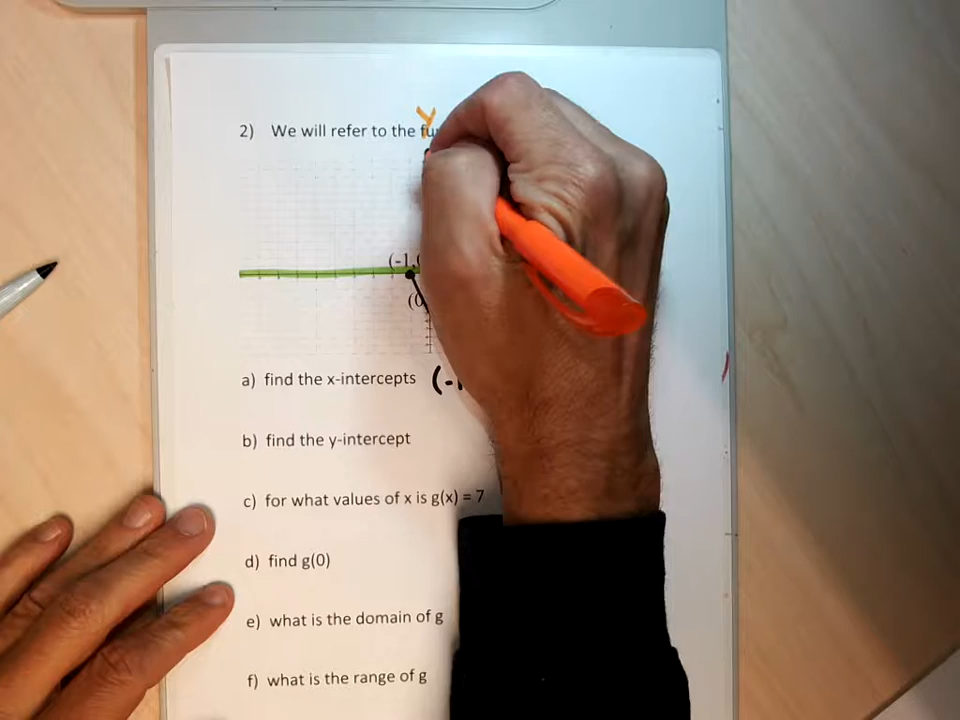 Y
2) We will refer to the
(-1,
(0
a) find the x-intercepts (-1
b) find the y-intercept
c) for what values of x is g(x) = 7
d) find g(0)
e) what is the domain of g
f) what is the range of g